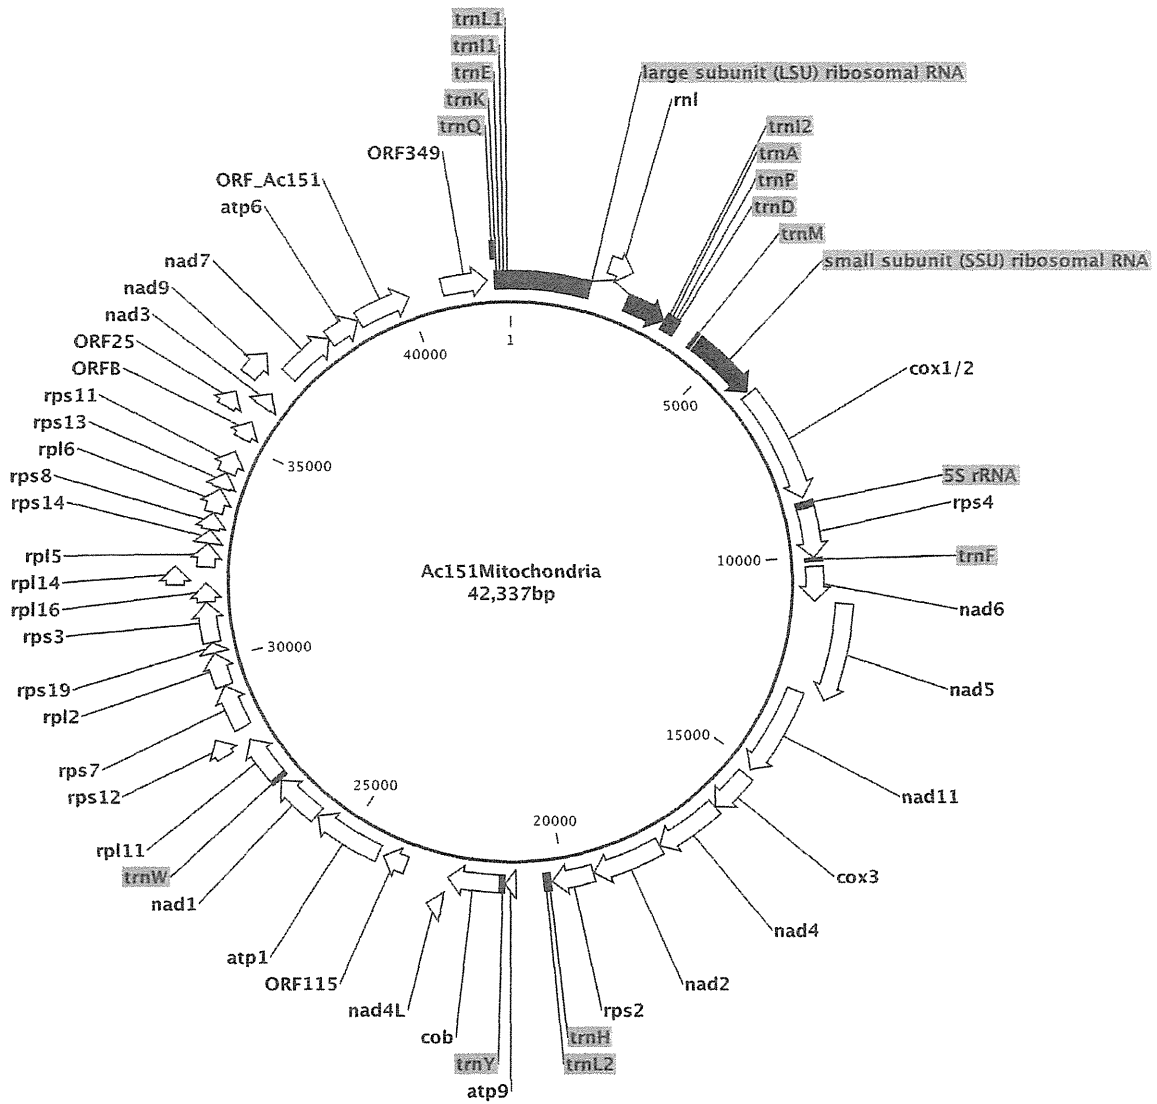 trnL1
trnI1
trnE
trnK
trnQ
large subunit (LSU) ribosomal RNA
rnl
trnI2
trnA
trnP
trnD
trnM
small subunit (SSU) ribosomal RNA
ORF349
ORF_Ac151
atp6
nad7
nad9
nad3
ORF25
ORFB
rps11
rps13
rpl6
rps8
rps14
rpl5
rpl14
rpl16
rps3
rps19
rpl2
rps7
rps12
rpl11
trnW
nad1
atp1
ORF115
nad4L
cob
trnY
atp9
trnL2
trnH
rps2
nad2
nad4
cox3
nad11
nad5
nad6
trnF
rps4
5S rRNA
cox1/2
1
5000
10000
15000
20000
25000
30000
35000
40000
Ac151Mitochondria
42,337bp